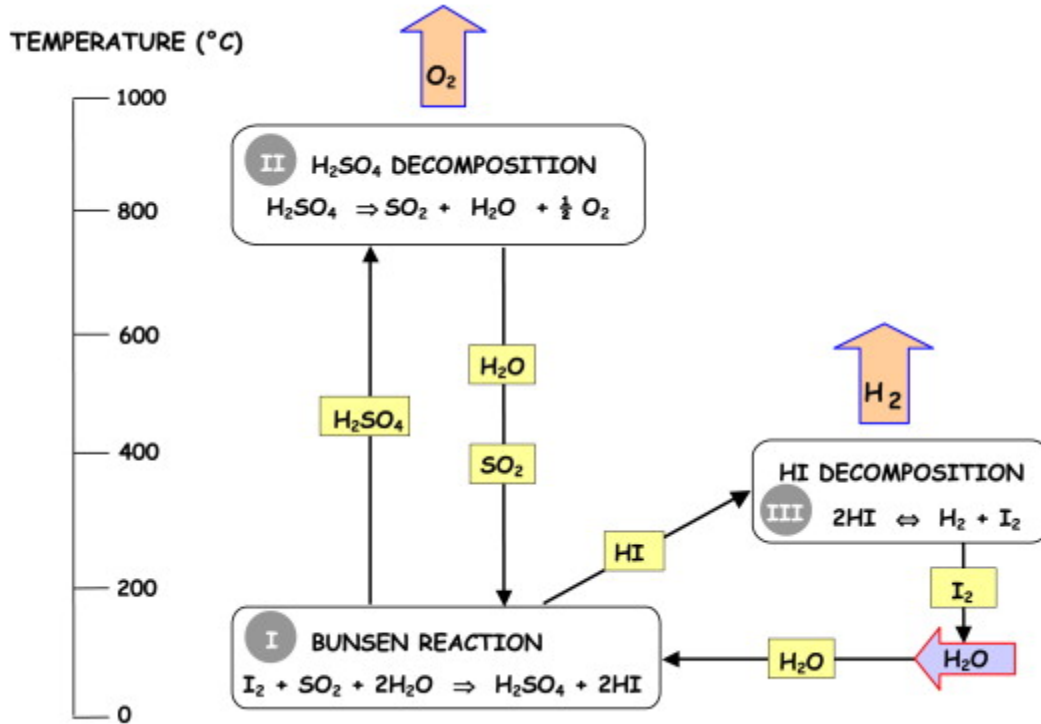 TEMPERATURE (°C)
1000
800
600
400
200
0
O₂
II
H₂SO₄ DECOMPOSITION
H₂SO₄ ⇒ SO₂ + H₂O + ½ O₂
H₂O
H₂SO₄
SO₂
H₂
HI DECOMPOSITION
III
2HI ⇔ H₂ + I₂
HI
I₂
I
BUNSEN REACTION
I₂ + SO₂ + 2H₂O ⇒ H₂SO₄ + 2HI
H₂O
H₂O